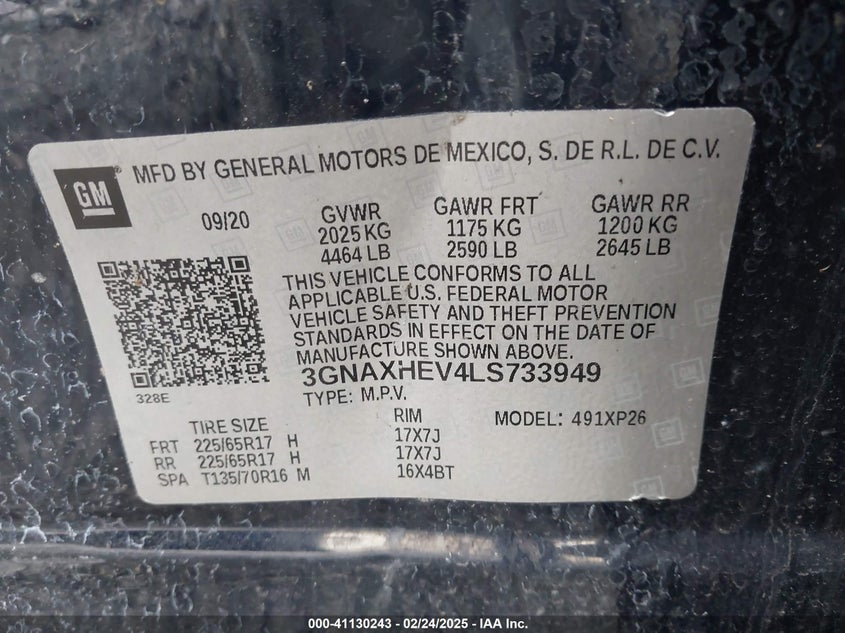 GM
MFD BY GENERAL MOTORS DE MEXICO, S. DE R.L. DE C.V.
09/20
GVWR GAWR FRT GAWR RR
2025 KG 1175 KG 1200 KG
4464 LB 2590 LB 2645 LB
THIS VEHICLE CONFORMS TO ALL
APPLICABLE U.S. FEDERAL MOTOR
VEHICLE SAFETY AND THEFT PREVENTION
STANDARDS IN EFFECT ON THE DATE OF
MANUFACTURE SHOWN ABOVE.
328E
3GNAXHEV4LS733949
TYPE: M.P.V.
MODEL: 491XP26
TIRE SIZE RIM
FRT 225/65R17 H 17X7J
RR 225/65R17 H 17X7J
SPA T135/70R16 M 16X4BT
000-41130243 - 02/24/2025 - IAA Inc.